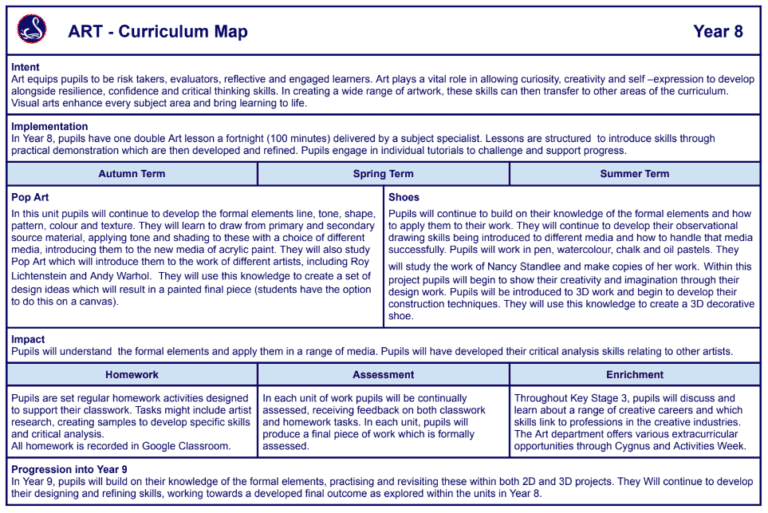 ART - Curriculum Map
Year 8
Intent
Art equips pupils to be risk takers, evaluators, reflective and engaged learners. Art plays a vital role in allowing curiosity, creativity and self –expression to develop
alongside resilience, confidence and critical thinking skills. In creating a wide range of artwork, these skills can then transfer to other areas of the curriculum.
Visual arts enhance every subject area and bring learning to life.
Implementation
In Year 8, pupils have one double Art lesson a fortnight (100 minutes) delivered by a subject specialist. Lessons are structured  to introduce skills through
practical demonstration which are then developed and refined. Pupils engage in individual tutorials to challenge and support progress.
Autumn Term
Spring Term
Summer Term
Pop Art
In this unit pupils will continue to develop the formal elements line, tone, shape,
pattern, colour and texture. They will learn to draw from primary and secondary
source material, applying tone and shading to these with a choice of different
media, introducing them to the new media of acrylic paint. They will also study
Pop Art which will introduce them to the work of different artists, including Roy
Lichtenstein and Andy Warhol.  They will use this knowledge to create a set of
design ideas which will result in a painted final piece (students have the option
to do this on a canvas).
Shoes
Pupils will continue to build on their knowledge of the formal elements and how
to apply them to their work. They will continue to develop their observational
drawing skills being introduced to different media and how to handle that media
successfully. Pupils will work in pen, watercolour, chalk and oil pastels. They
will study the work of Nancy Standlee and make copies of her work. Within this
project pupils will begin to show their creativity and imagination through their
design work. Pupils will be introduced to 3D work and begin to develop their
construction techniques. They will use this knowledge to create a 3D decorative
shoe.
Impact
Pupils will understand  the formal elements and apply them in a range of media. Pupils will have developed their critical analysis skills relating to other artists.
Homework
Assessment
Enrichment
Pupils are set regular homework activities designed
to support their classwork. Tasks might include artist
research, creating samples to develop specific skills
and critical analysis.
All homework is recorded in Google Classroom.
In each unit of work pupils will be continually
assessed, receiving feedback on both classwork
and homework tasks. In each unit, pupils will
produce a final piece of work which is formally
assessed.
Throughout Key Stage 3, pupils will discuss and
learn about a range of creative careers and which
skills link to professions in the creative industries.
The Art department offers various extracurricular
opportunities through Cygnus and Activities Week.
Progression into Year 9
In Year 9, pupils will build on their knowledge of the formal elements, practising and revisiting these within both 2D and 3D projects. They Will continue to develop
their designing and refining skills, working towards a developed final outcome as explored within the units in Year 8.